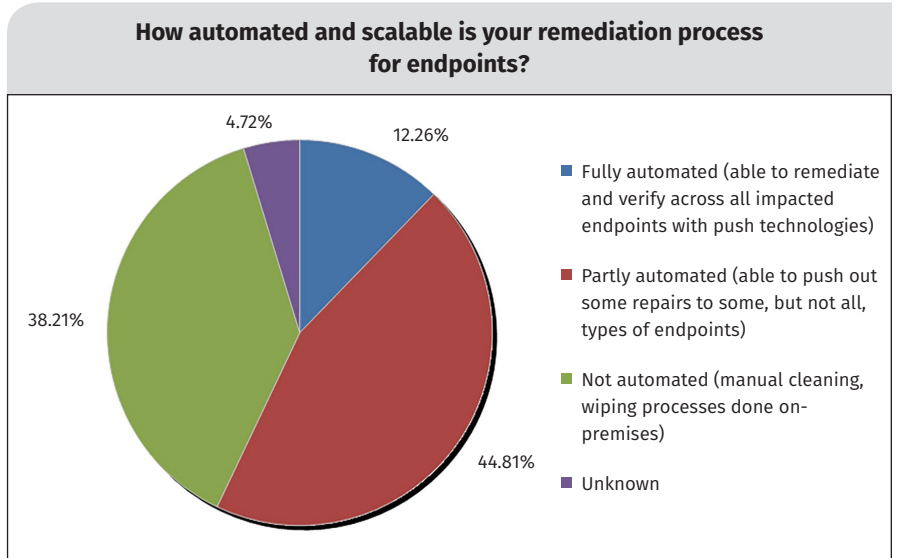 How automated and scalable is your remediation process
for endpoints?
4.72%
12.26%
38.21%
44.81%
Fully automated (able to remediate
and verify across all impacted
endpoints with push technologies)
Partly automated (able to push out
some repairs to some, but not all,
types of endpoints)
Not automated (manual cleaning,
wiping processes done on-
premises)
Unknown